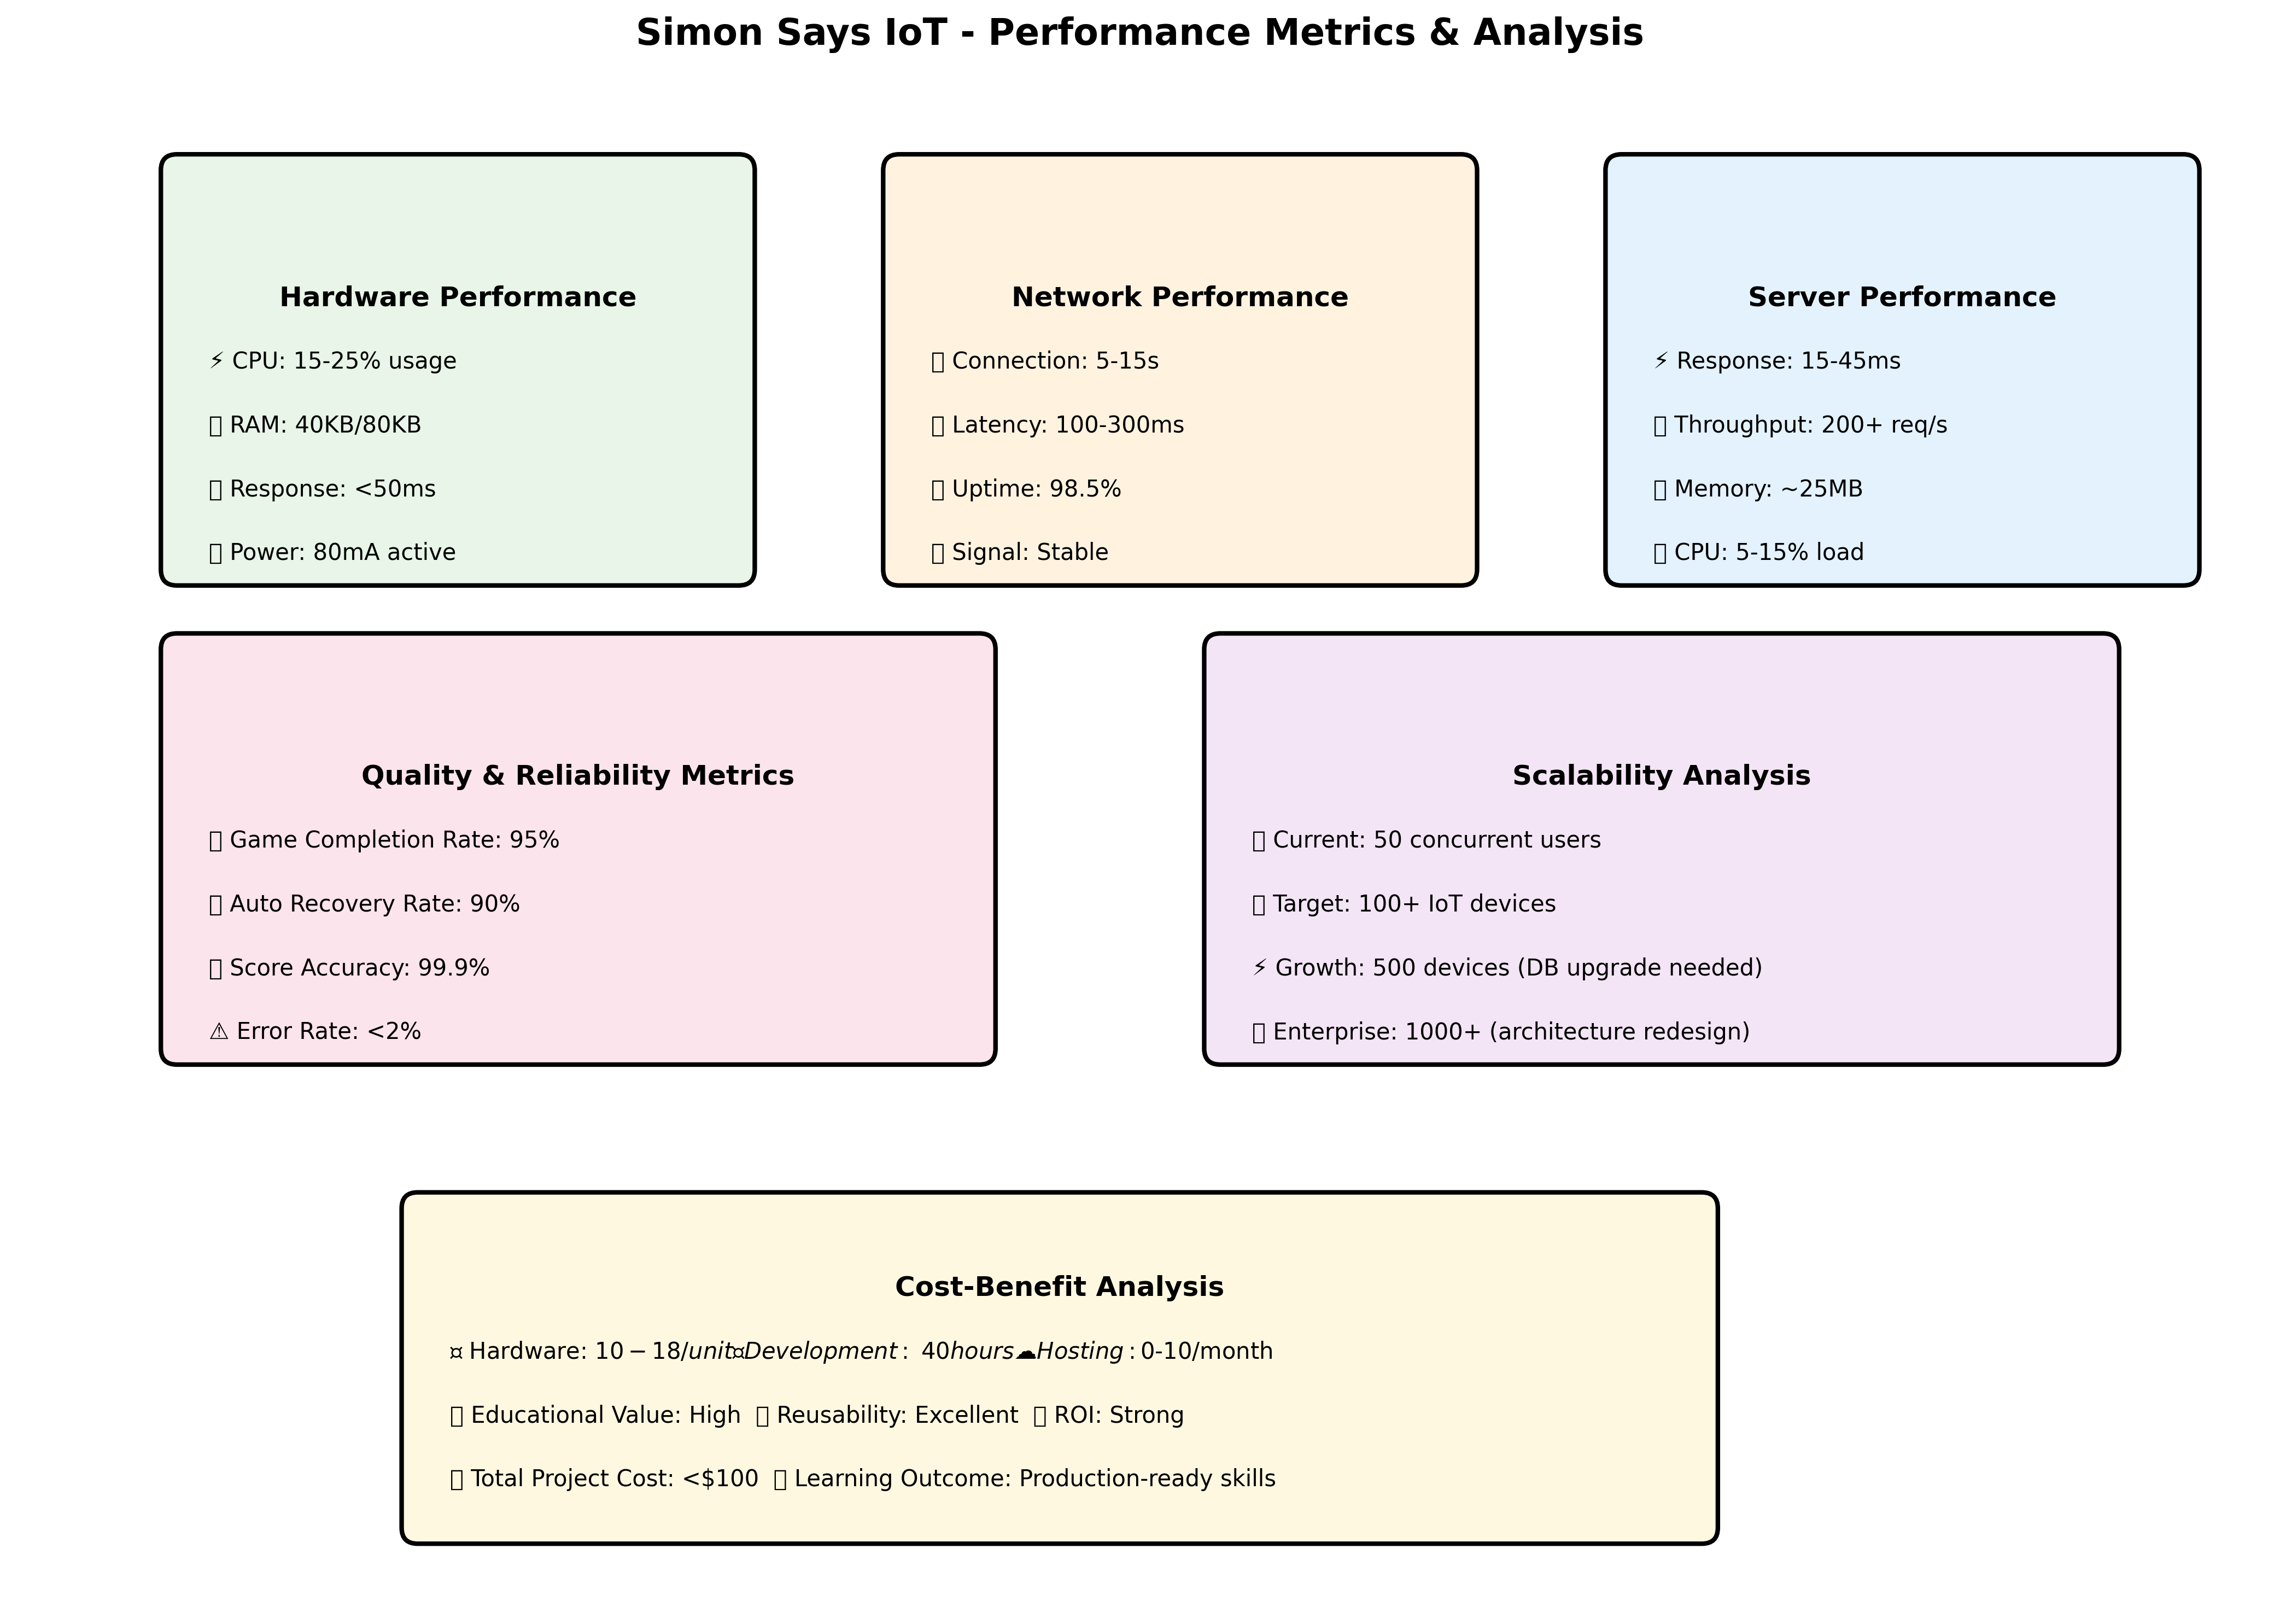 Simon Says IoT - Performance Metrics & Analysis
Hardware Performance
⚡ CPU: 15-25% usage
▯ RAM: 40KB/80KB
▯ Response: <50ms
▯ Power: 80mA active
Network Performance
▯ Connection: 5-15s
▯ Latency: 100-300ms
▯ Uptime: 98.5%
▯ Signal: Stable
Server Performance
⚡ Response: 15-45ms
▯ Throughput: 200+ req/s
▯ Memory: ~25MB
▯ CPU: 5-15% load
Quality & Reliability Metrics
▯ Game Completion Rate: 95%
▯ Auto Recovery Rate: 90%
▯ Score Accuracy: 99.9%
⚠ Error Rate: <2%
Scalability Analysis
▯ Current: 50 concurrent users
▯ Target: 100+ IoT devices
⚡ Growth: 500 devices (DB upgrade needed)
▯ Enterprise: 1000+ (architecture redesign)
Cost-Benefit Analysis
¤ Hardware: 10 − 18/unit¤Development : 40hours☁Hosting : 0-10/month
▯ Educational Value: High ▯ Reusability: Excellent ▯ ROI: Strong
▯ Total Project Cost: <$100 ▯ Learning Outcome: Production-ready skills